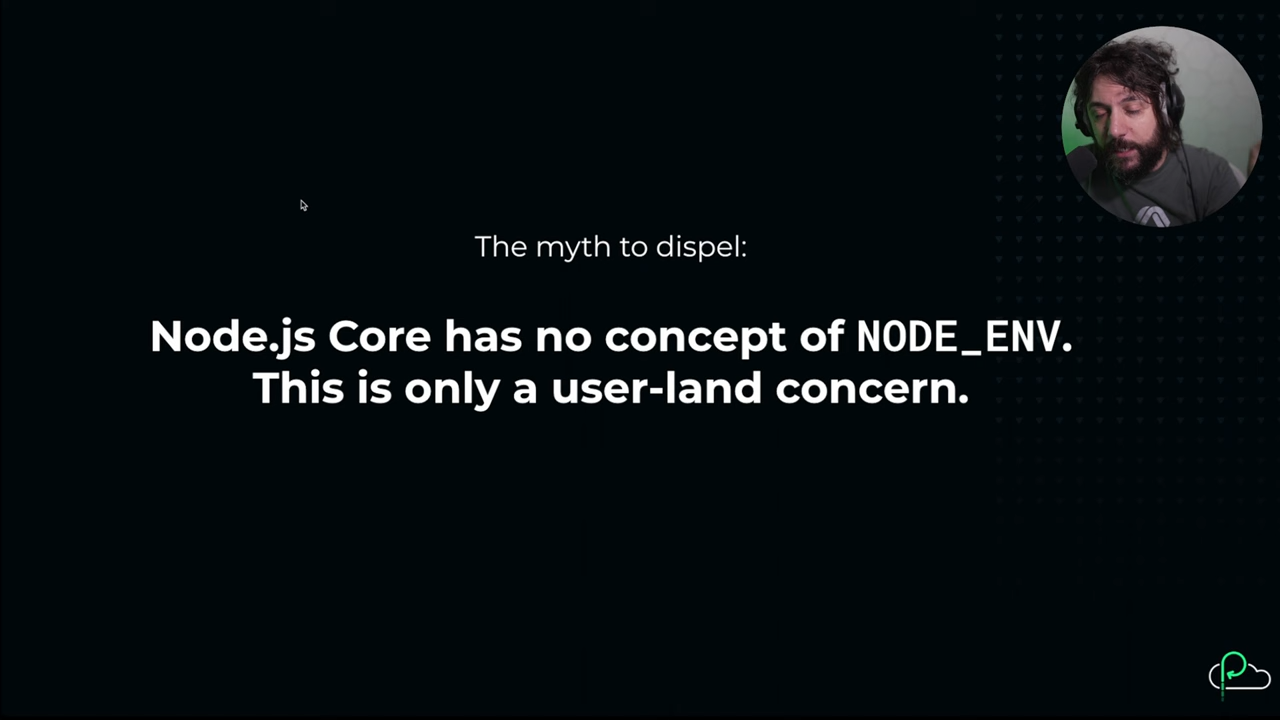 The myth to dispel:
Node.js Core has no concept of NODE_ENV.
This is only a user-land concern.